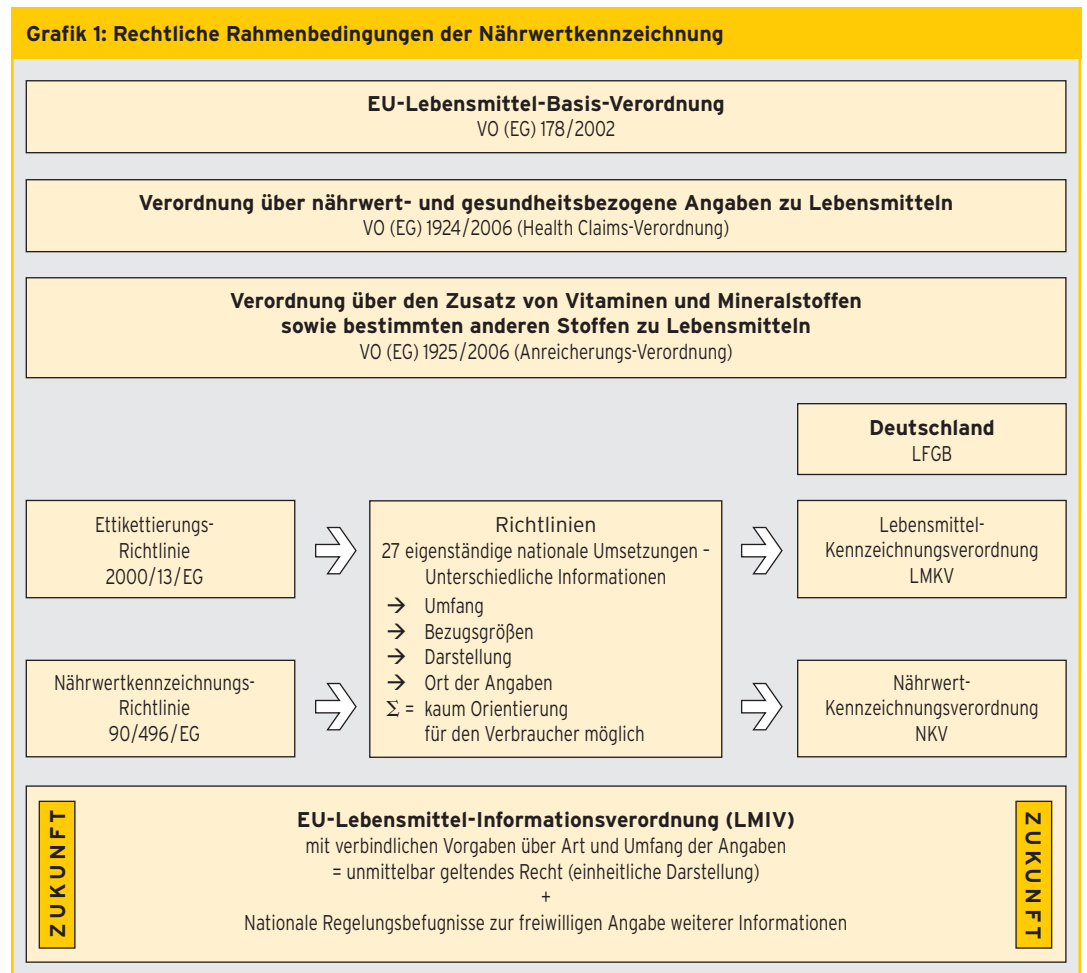 Grafik 1: Rechtliche Rahmenbedingungen der Nährwertkennzeichnung
EU-Lebensmittel-Basis-Verordnung
VO (EG) 178/2002
Verordnung über nährwert- und gesundheitsbezogene Angaben zu Lebensmitteln
VO (EG) 1924/2006 (Health Claims-Verordnung)
Verordnung über den Zusatz von Vitaminen und Mineralstoffen
sowie bestimmten anderen Stoffen zu Lebensmitteln
VO (EG) 1925/2006 (Anreicherungs-Verordnung)
Deutschland
LFGB
Ettikettierungs-
Richtlinie
2000/13/EG
Richtlinien
27 eigenständige nationale Umsetzungen –
Unterschiedliche Informationen
→ Umfang
→ Bezugsgrößen
→ Darstellung
→ Ort der Angaben
Σ = kaum Orientierung
für den Verbraucher möglich
Lebensmittel-
Kennzeichnungsverordnung
LMKV
Nährwertkennzeichnungs-
Richtlinie
90/496/EG
Nährwert-
Kennzeichnungsverordnung
NKV
ZUKUNFT
EU-Lebensmittel-Informationsverordnung (LMIV)
mit verbindlichen Vorgaben über Art und Umfang der Angaben
= unmittelbar geltendes Recht (einheitliche Darstellung)
+
Nationale Regelungsbefugnisse zur freiwilligen Angabe weiterer Informationen
ZUKUNFT